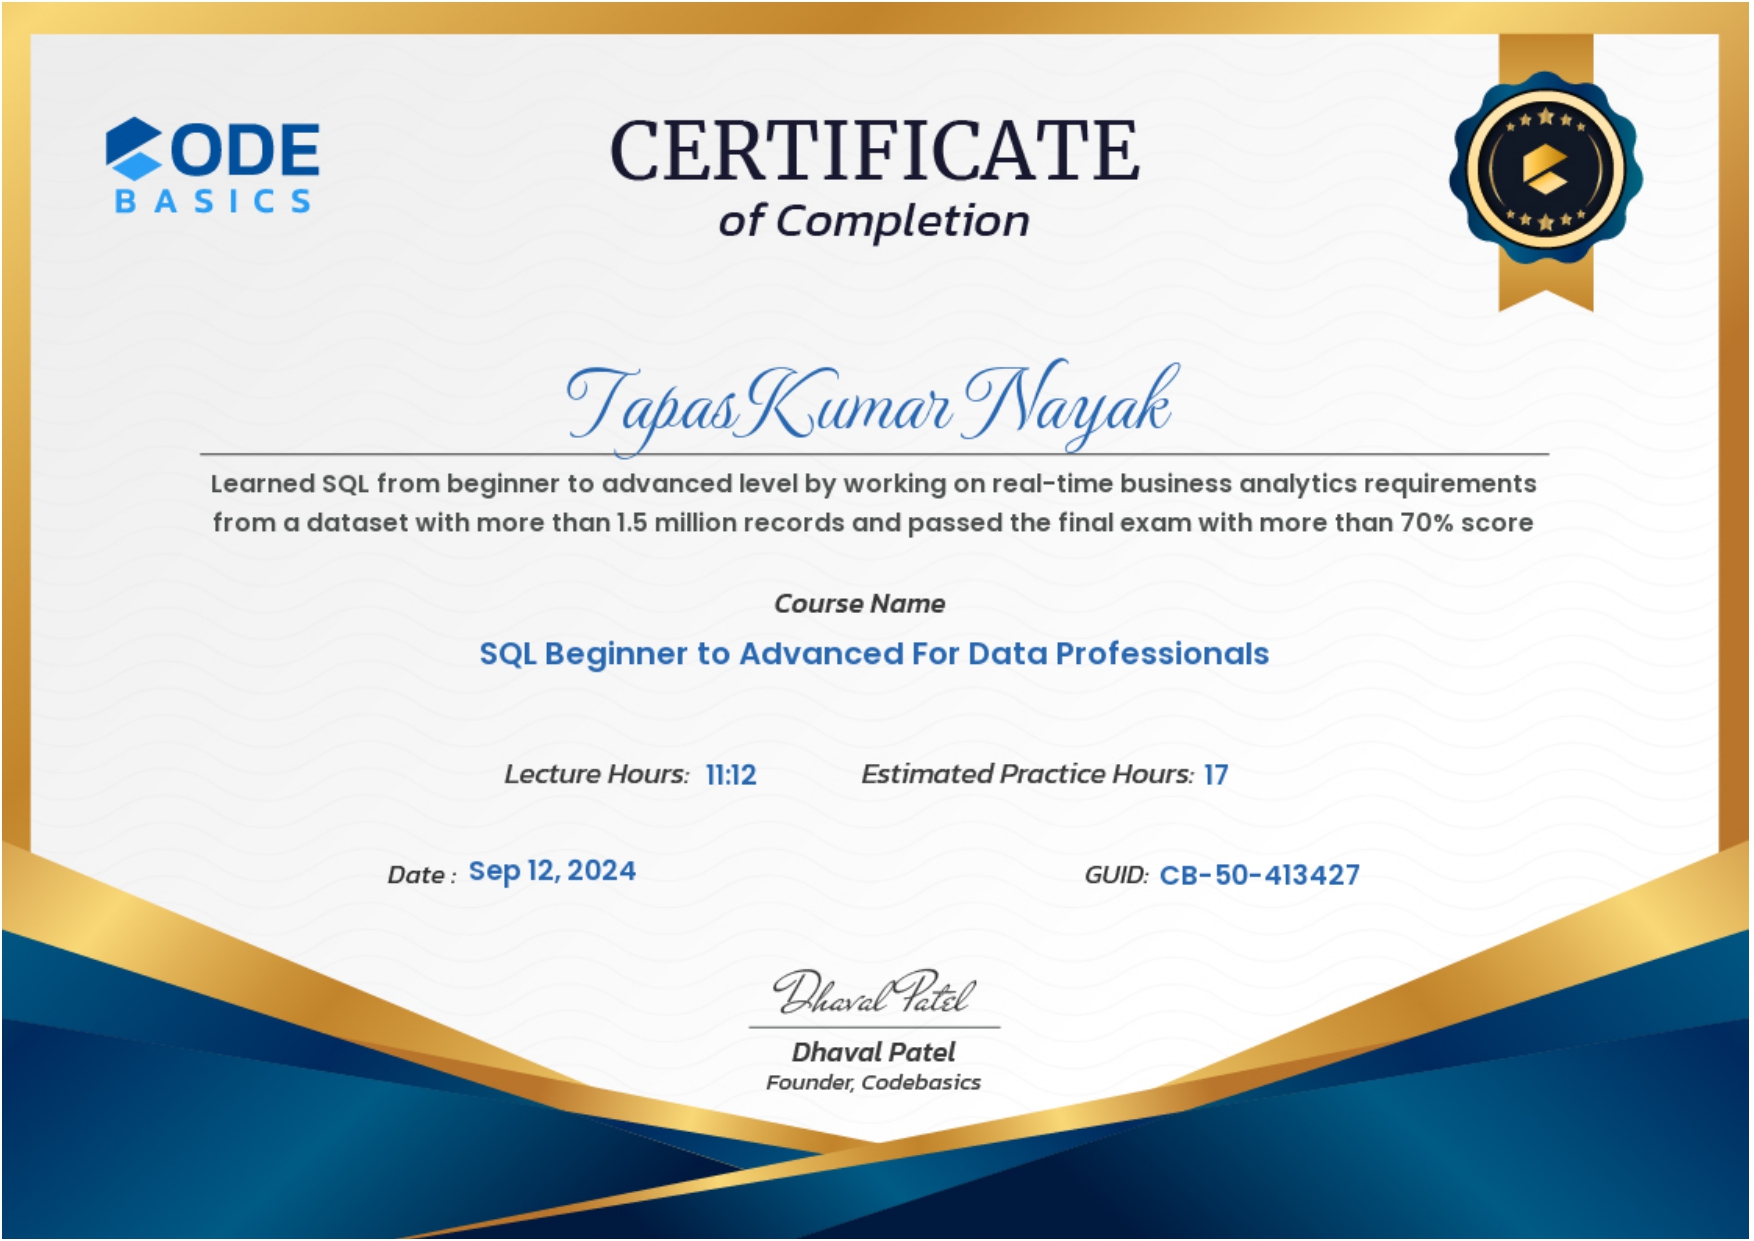 CODE
BASICS
CERTIFICATE
of Completion
Tapas Kumar Nayak
Learned SQL from beginner to advanced level by working on real-time business analytics requirements
from a dataset with more than 1.5 million records and passed the final exam with more than 70% score
Course Name
SQL Beginner to Advanced For Data Professionals
Lecture Hours: 11:12 Estimated Practice Hours: 17
Date : Sep 12, 2024 GUID: CB-50-413427
Dhaval Patel
Dhaval Patel
Founder, Codebasics